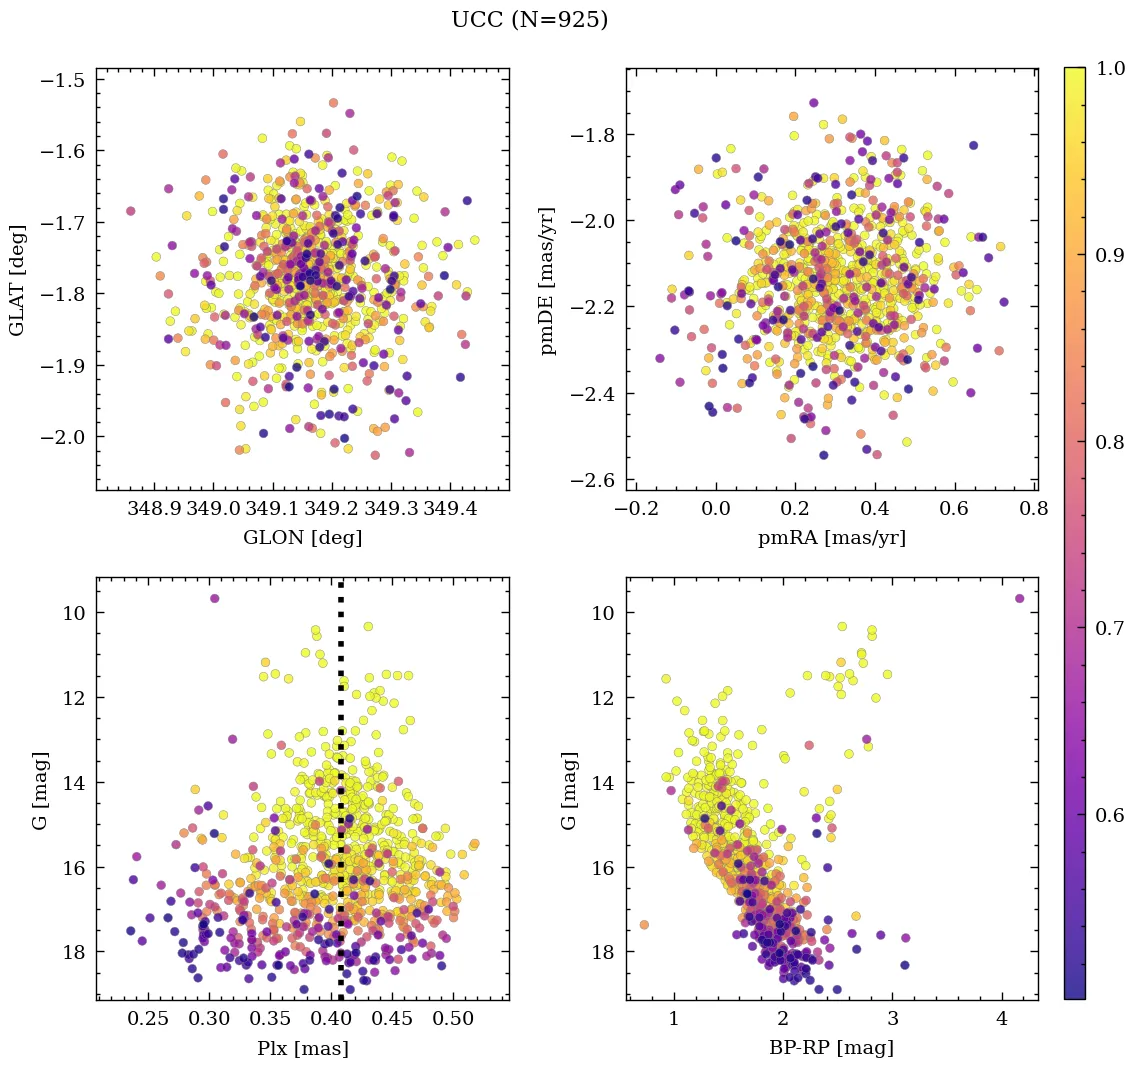 UCC (N=925)
−1.5
−1.6
−1.7
−1.8
−1.9
−2.0
GLAT [deg]
348.9 349.0 349.1 349.2 349.3 349.4
GLON [deg]
−1.8
−2.0
−2.2
−2.4
−2.6
pmDE [mas/yr]
−0.2 0.0 0.2 0.4 0.6 0.8
pmRA [mas/yr]
10
12
14
16
18
G [mag]
0.25 0.30 0.35 0.40 0.45 0.50
Plx [mas]
10
12
14
16
18
G [mag]
1 2 3 4
BP-RP [mag]
1.0
0.9
0.8
0.7
0.6